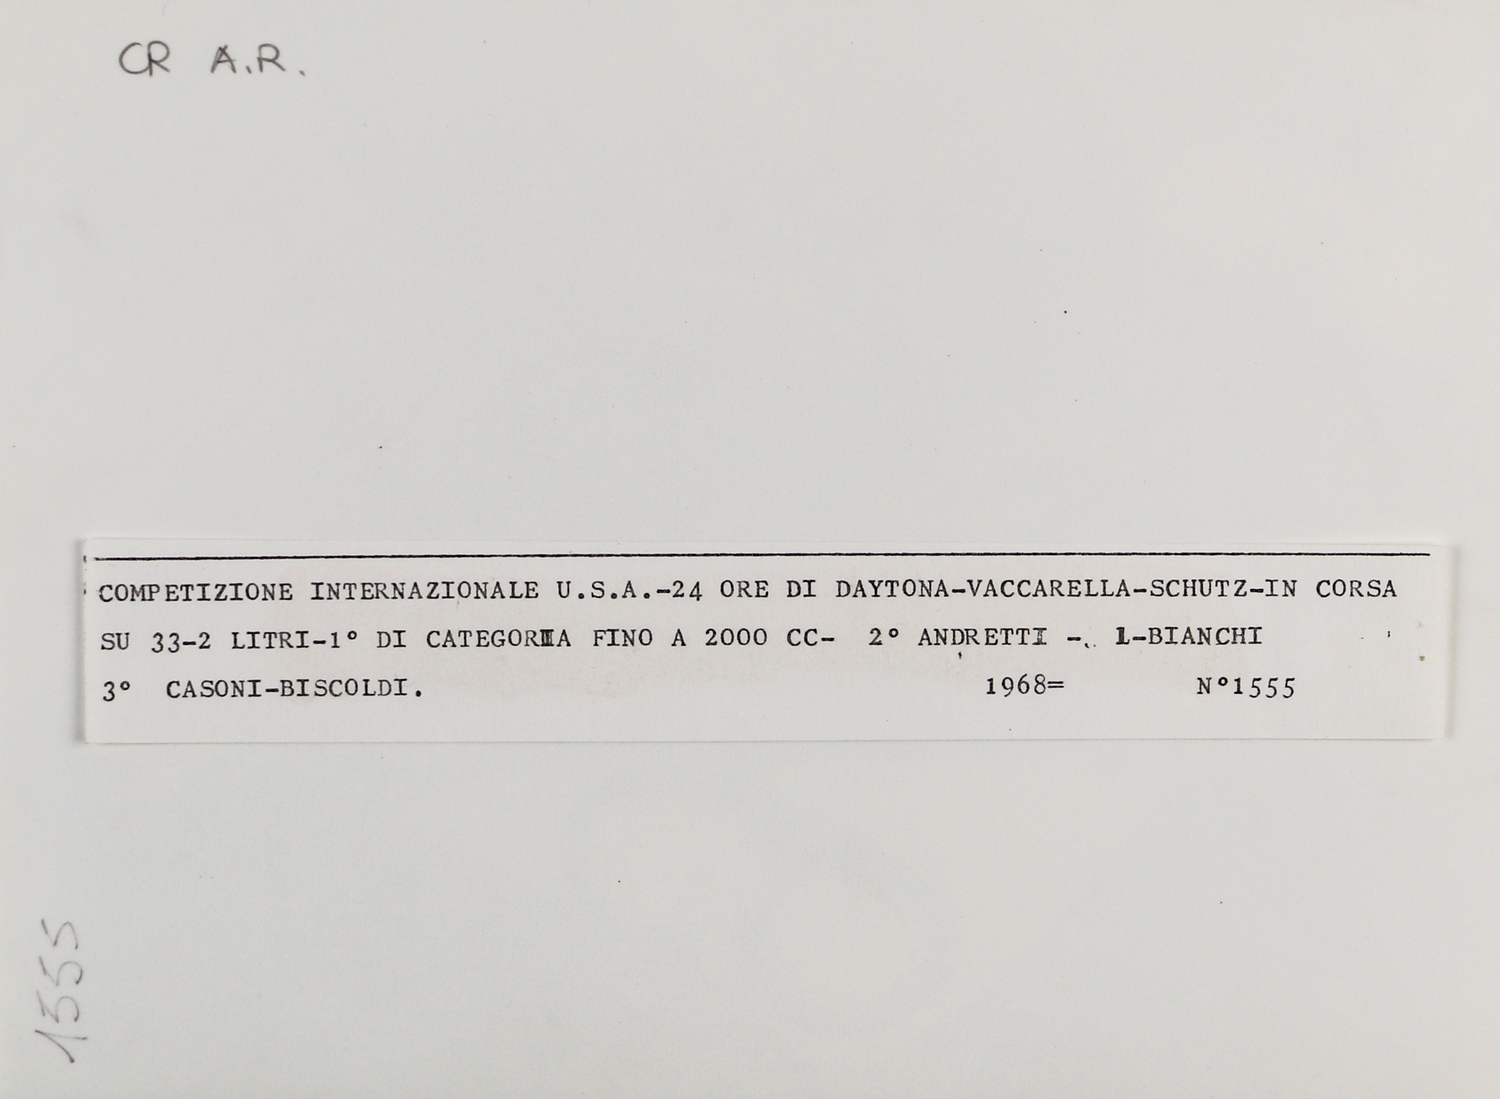 CR A.R.
COMPETIZIONE INTERNAZIONALE U.S.A.-24 ORE DI DAYTONA-VACCARELLA-SCHUTZ-IN CORSA
SU 33-2 LITRI-1° DI CATEGORIA FINO A 2000 CC- 2° ANDRETTI -. L-BIANCHI
3° CASONI-BISCOLDI. 1968= N°1555
1555